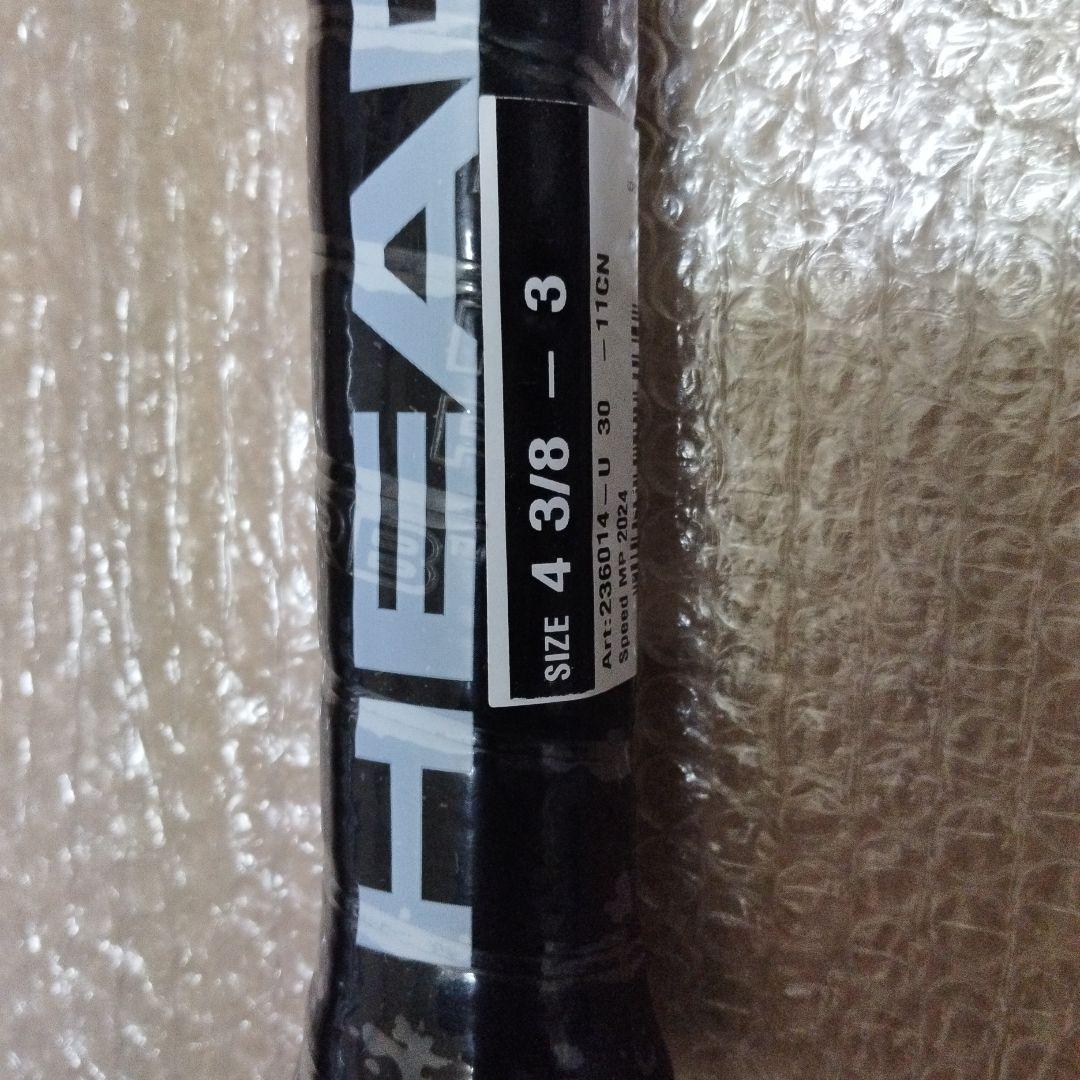 HEAD
SIZE 4 3/8 — 3
Art:236014-U 30 -11CN
Speed MP 2024